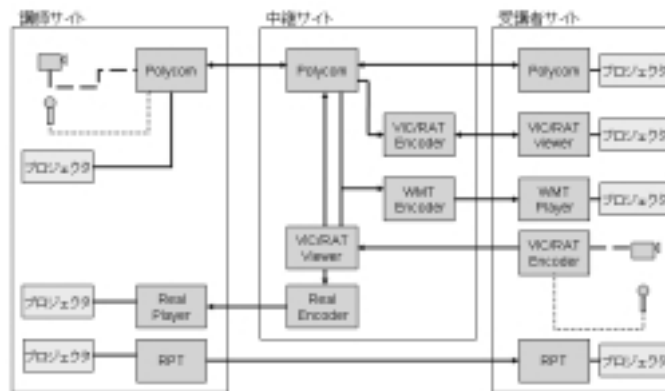 講師サイト
中継サイト
受講者サイト
Polycom
Polycom
Polycom
プロジェクタ
VIC/RAT
Encoder
VIC/RAT
viewer
プロジェクタ
プロジェクタ
WMT
Encoder
WMT
Player
プロジェクタ
VIC/RAT
Viewer
VIC/RAT
Encoder
プロジェクタ
Real
Player
Real
Encoder
プロジェクタ
RPT
RPT
プロジェクタ